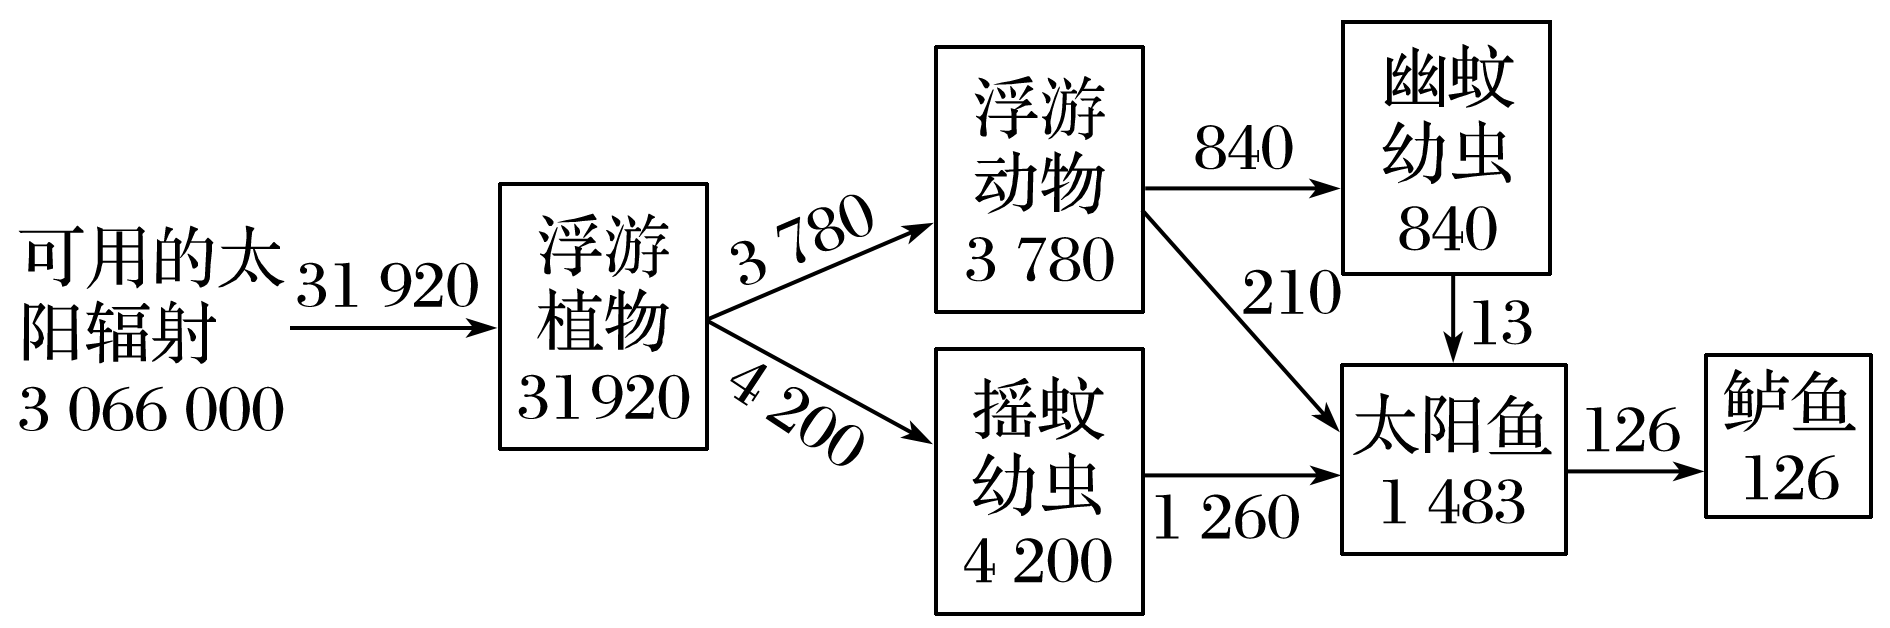 可用的太
阳辐射
3 066 000
31 920
浮游
植物
31920
3 780
4 200
浮游
动物
3 780
摇蚊
幼虫
4 200
840
210
1 260
幽蚊
幼虫
840
13
太阳鱼
1 483
126
鲈鱼
126